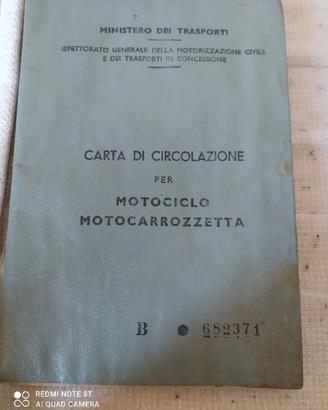 MINISTERO DEI TRASPORTI
ISPETTORATO GENERALE DELLA MOTORIZZAZIONE CIVILE
E DEI TRASPORTI IN CONCESSIONE
CARTA DI CIRCOLAZIONE
PER
MOTOCICLO
MOTOCARROZZETTA
B ● 682371
REDMI NOTE 8T
AI QUAD CAMERA